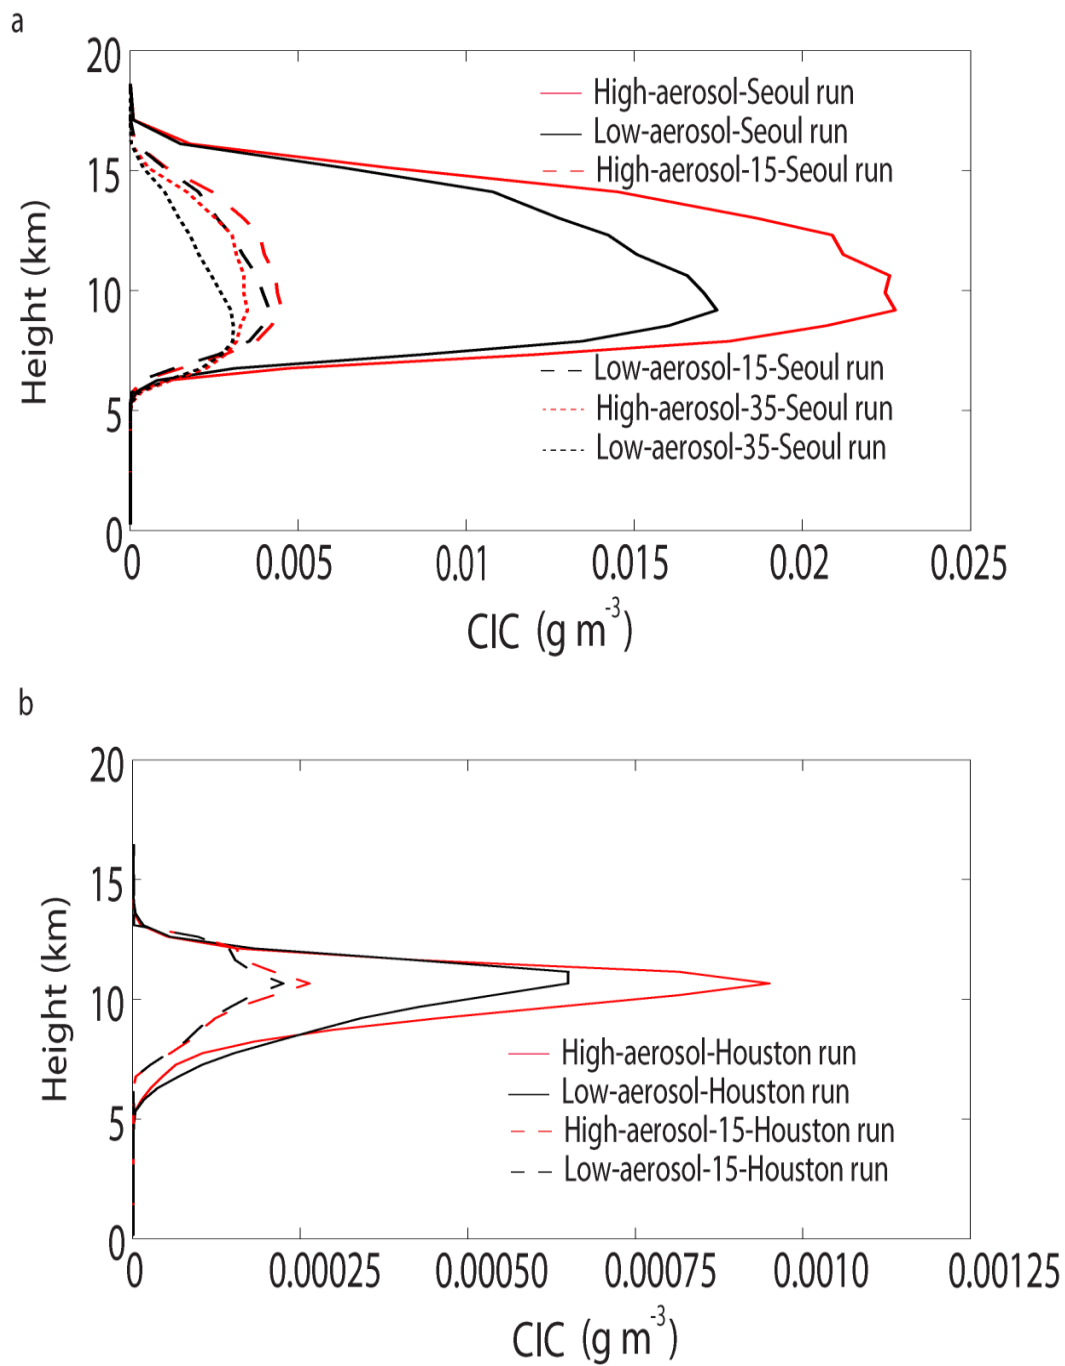 a
20
High-aerosol-Seoul run
Low-aerosol-Seoul run
High-aerosol-15-Seoul run
15
Height (km)
10
Low-aerosol-15-Seoul run
High-aerosol-35-Seoul run
Low-aerosol-35-Seoul run
5
0
0 0.005 0.01 0.015 0.02 0.025
CIC (g m-3)
b
20
15
Height (km)
10
High-aerosol-Houston run
Low-aerosol-Houston run
High-aerosol-15-Houston run
Low-aerosol-15-Houston run
5
0
0 0.00025 0.00050 0.00075 0.0010 0.00125
CIC (g m-3)